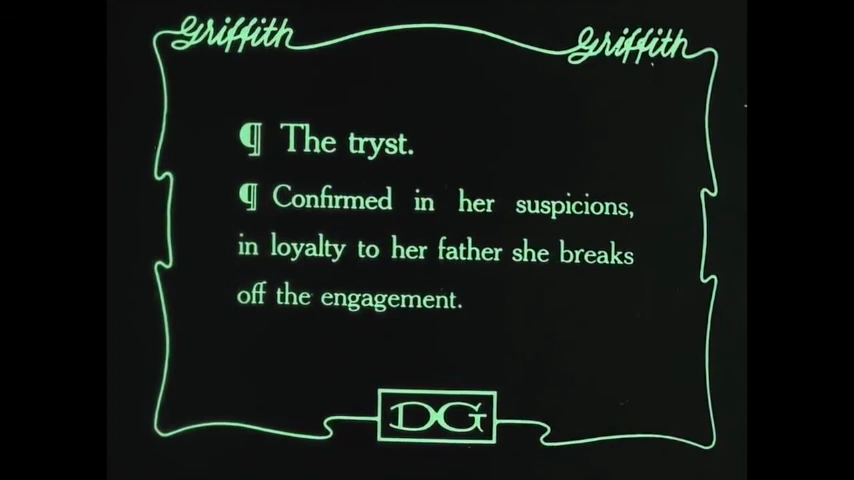 Griffith Griffith
¶ The tryst.
¶ Confirmed in her suspicions,
in loyalty to her father she breaks
off the engagement.
DG